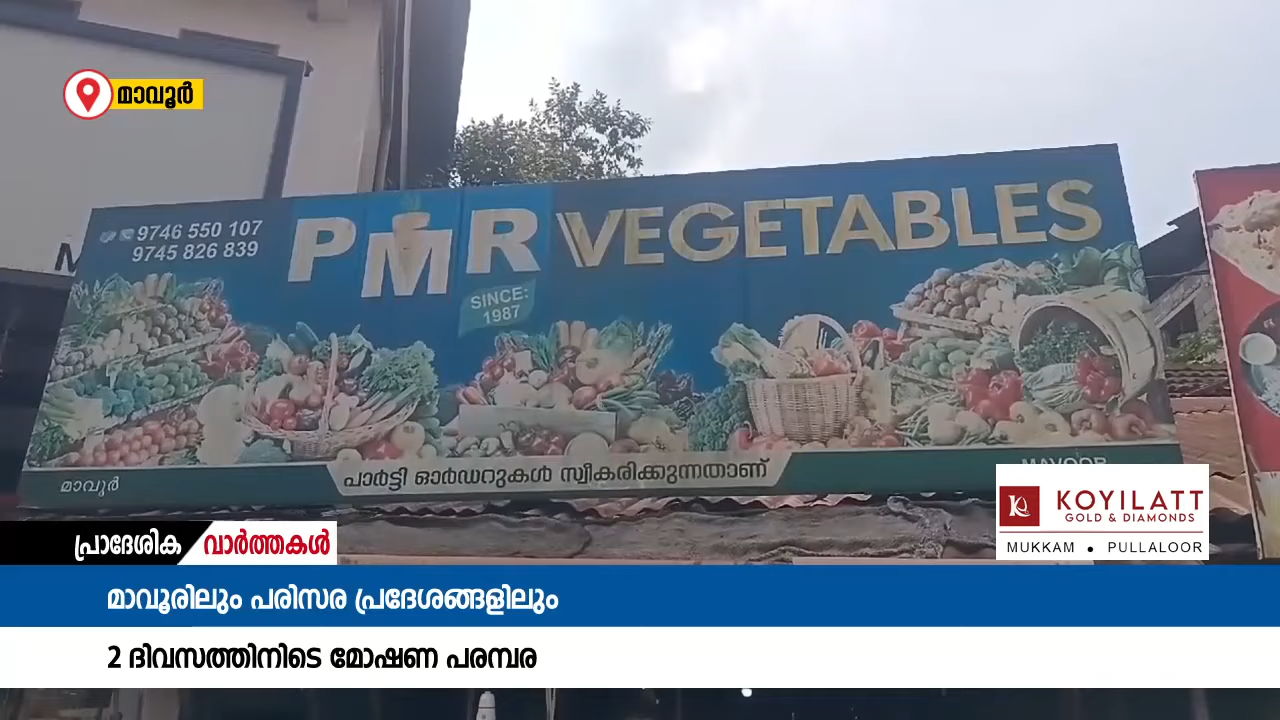 മാവൂർ
9746 550 107
9745 826 839
PMR VEGETABLES
SINCE:
1987
പാർട്ടി ഓർഡറുകൾ സ്വീകരിക്കുന്നതാണ്
മാവൂർ
MAVOOR
KOYILATT
GOLD & DIAMONDS
MUKKAM • PULLALOOR
പ്രാദേശിക വാർത്തകൾ
മാവൂരിലും പരിസര പ്രദേശങ്ങളിലും
2 ദിവസത്തിനിടെ മോഷണ പരമ്പര